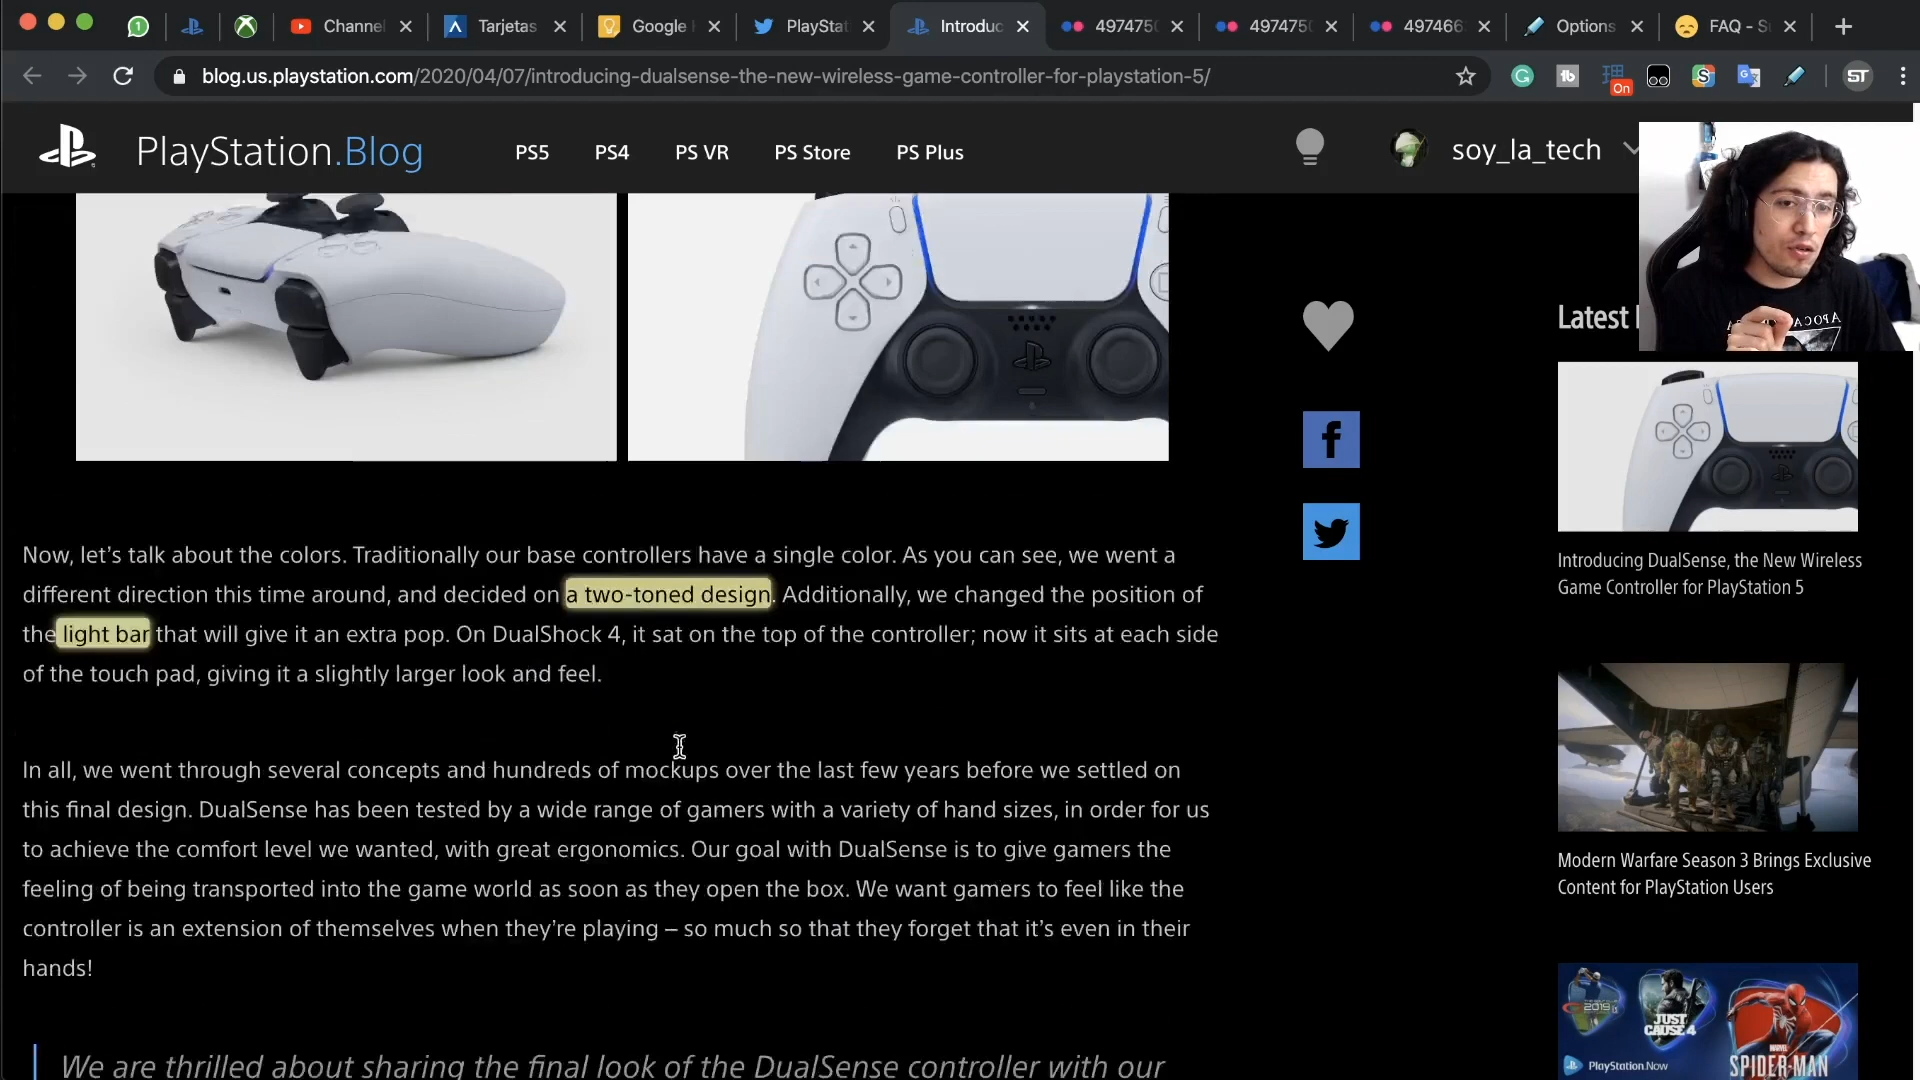 Channe
Tarjetas
Google
PlayStat
Introduc
497475
497475
497466
Options
FAQ - S
blog.us.playstation.com/2020/04/07/introducing-dualsense-the-new-wireless-game-controller-for-playstation-5/
On
ST
PlayStation.Blog
PS5
PS4
PS VR
PS Store
PS Plus
soy_la_tech
Latest
Now, let’s talk about the colors. Traditionally our base controllers have a single color. As you can see, we went a
different direction this time around, and decided on a two-toned design. Additionally, we changed the position of
the light bar that will give it an extra pop. On DualShock 4, it sat on the top of the controller; now it sits at each side
of the touch pad, giving it a slightly larger look and feel.
In all, we went through several concepts and hundreds of mockups over the last few years before we settled on
this final design. DualSense has been tested by a wide range of gamers with a variety of hand sizes, in order for us
to achieve the comfort level we wanted, with great ergonomics. Our goal with DualSense is to give gamers the
feeling of being transported into the game world as soon as they open the box. We want gamers to feel like the
controller is an extension of themselves when they’re playing – so much so that they forget that it’s even in their
hands!
We are thrilled about sharing the final look of the DualSense controller with our
Introducing DualSense, the New Wireless
Game Controller for PlayStation 5
Modern Warfare Season 3 Brings Exclusive
Content for PlayStation Users
2019
JUST
CAUSE 4
MARVEL
SPIDER-MAN
PlayStation Now